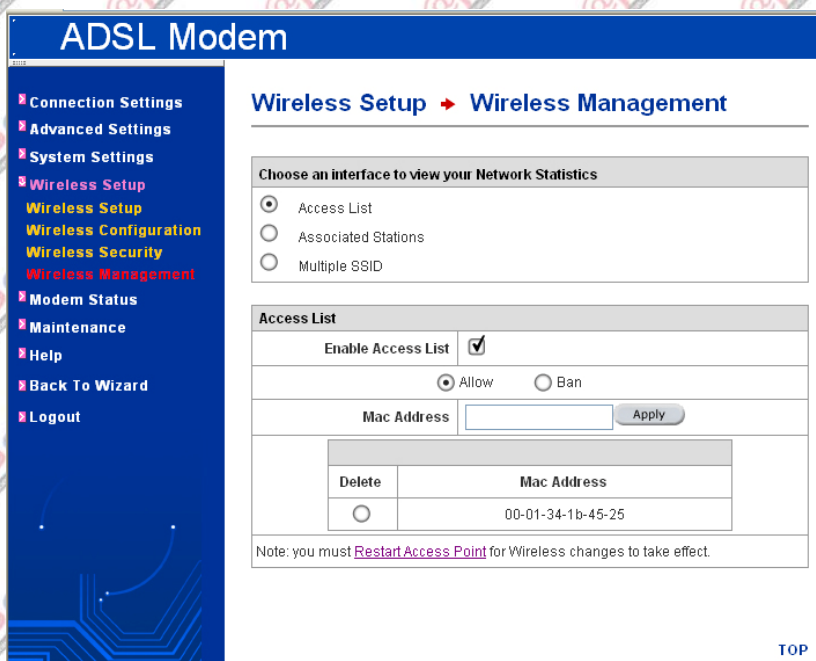 ADSL Modem
Connection Settings
Advanced Settings
System Settings
Wireless Setup
Wireless Setup
Wireless Configuration
Wireless Security
Wireless Management
Modem Status
Maintenance
Help
Back To Wizard
Logout
Wireless Setup Wireless Management
Choose an interface to view your Network Statistics
Access List
Associated Stations
Multiple SSID
Access List
Enable Access List
Allow Ban
Mac Address Apply
Delete Mac Address
00-01-34-1b-45-25
Note: you must Restart Access Point for Wireless changes to take effect.
TOP